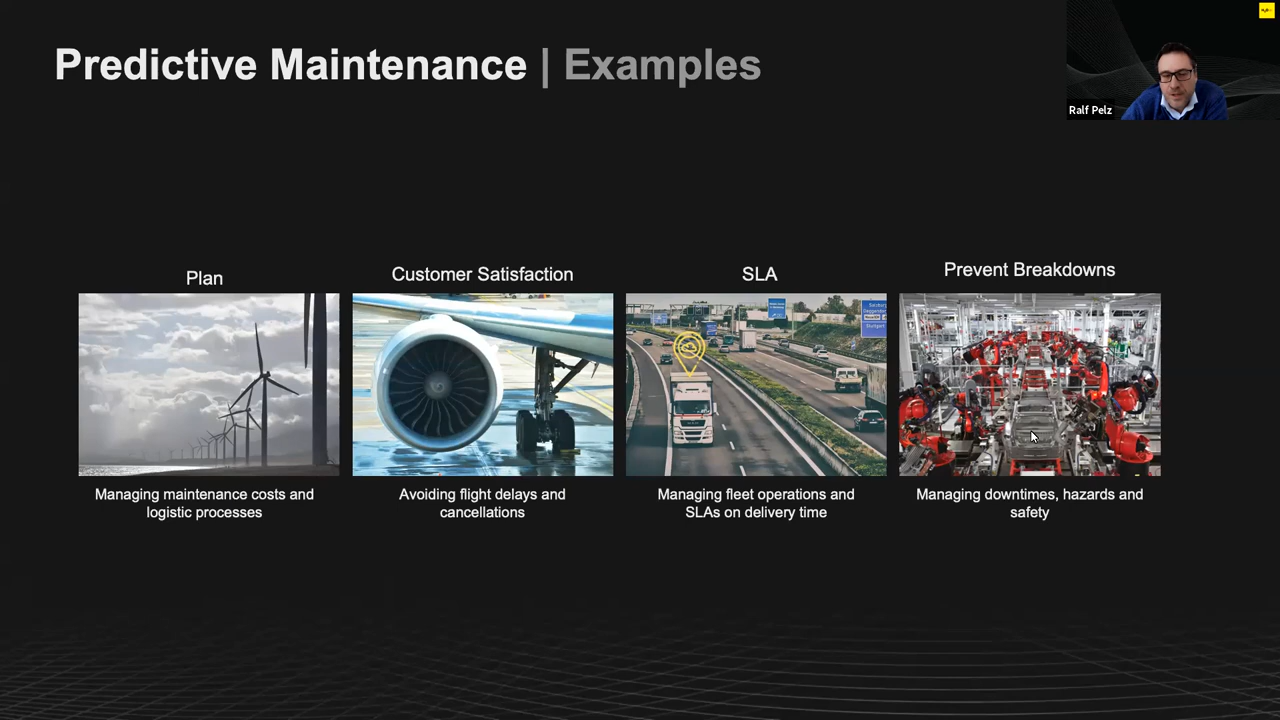 Predictive Maintenance | Examples
Ralf Pelz
Plan
Customer Satisfaction
SLA
Prevent Breakdowns
Managing maintenance costs and
logistic processes
Avoiding flight delays and
cancellations
Managing fleet operations and
SLAs on delivery time
Managing downtimes, hazards and
safety